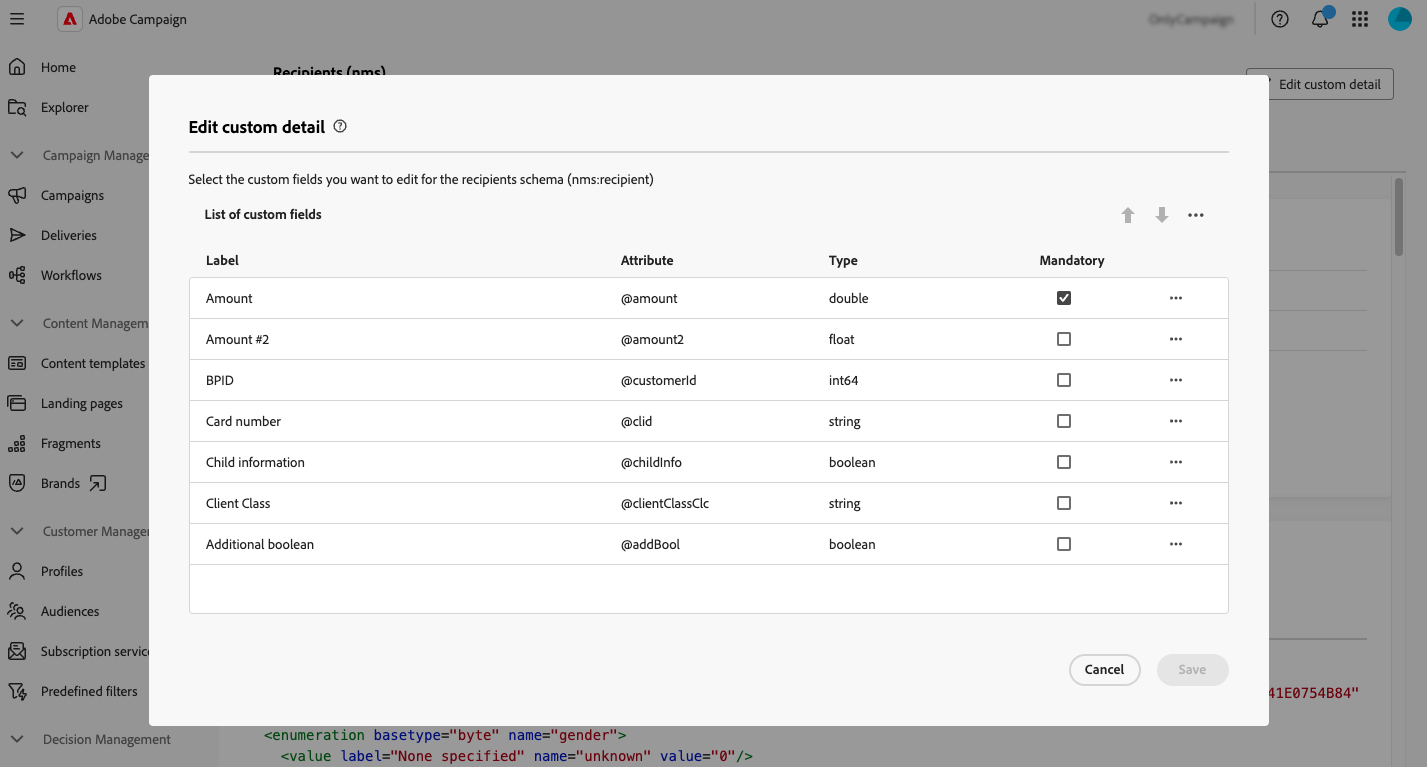 Adobe Campaign
Home
Explorer
Campaign Manage
Campaigns
Deliveries
Workflows
Content Managem
Content templates
Landing pages
Fragments
Brands
Customer Manager
Profiles
Audiences
Subscription servic
Predefined filters
Decision Management
Recipients (nms)
Edit custom detail
Edit custom detail
Select the custom fields you want to edit for the recipients schema (nms:recipient)
List of custom fields
Label Attribute Type Mandatory
Amount @amount double
Amount #2 @amount2 float
BPID @customerId int64
Card number @clid string
Child information @childInfo boolean
Client Class @clientClassClc string
Additional boolean @addBool boolean
Cancel Save
41E0754B84"
<enumeration basetype="byte" name="gender">
<value label="None specified" name="unknown" value="0"/>